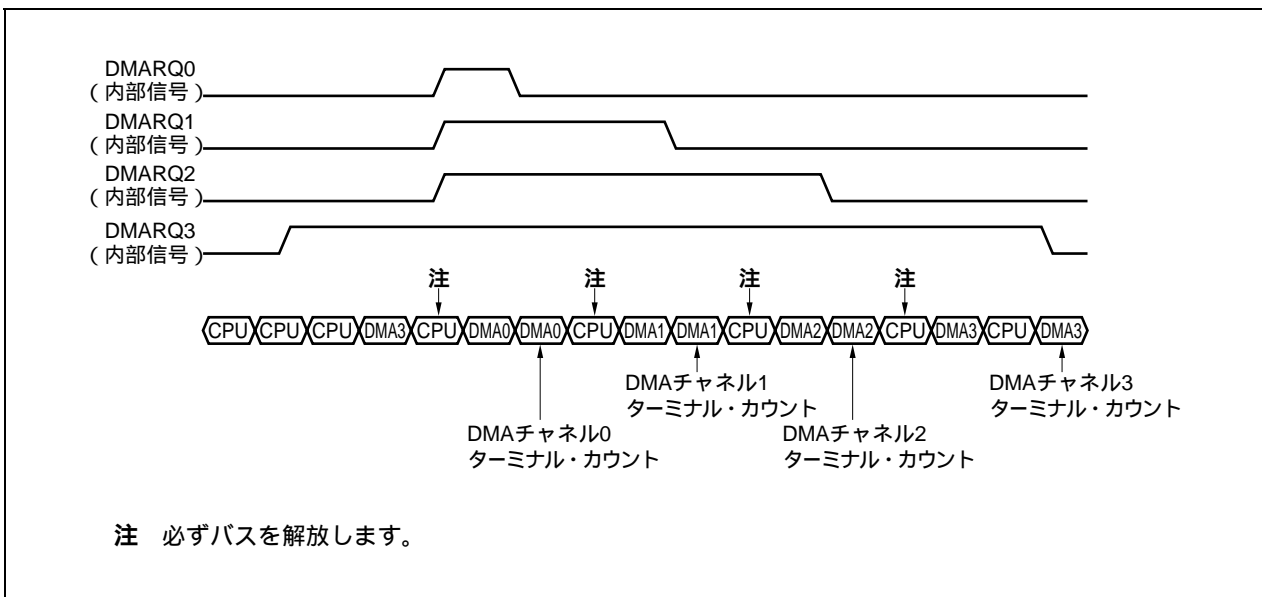 DMARQ0
（内部信号）
DMARQ1
（内部信号）
DMARQ2
（内部信号）
DMARQ3
（内部信号）
注 注 注 注
CPU CPU CPU DMA3 CPU DMA0 DMA0 CPU DMA1 DMA1 CPU DMA2 DMA2 CPU DMA3 CPU DMA3
DMAチャネル1
ターミナル・カウント
DMAチャネル3
ターミナル・カウント
DMAチャネル0
ターミナル・カウント
DMAチャネル2
ターミナル・カウント
注 必ずバスを解放します。